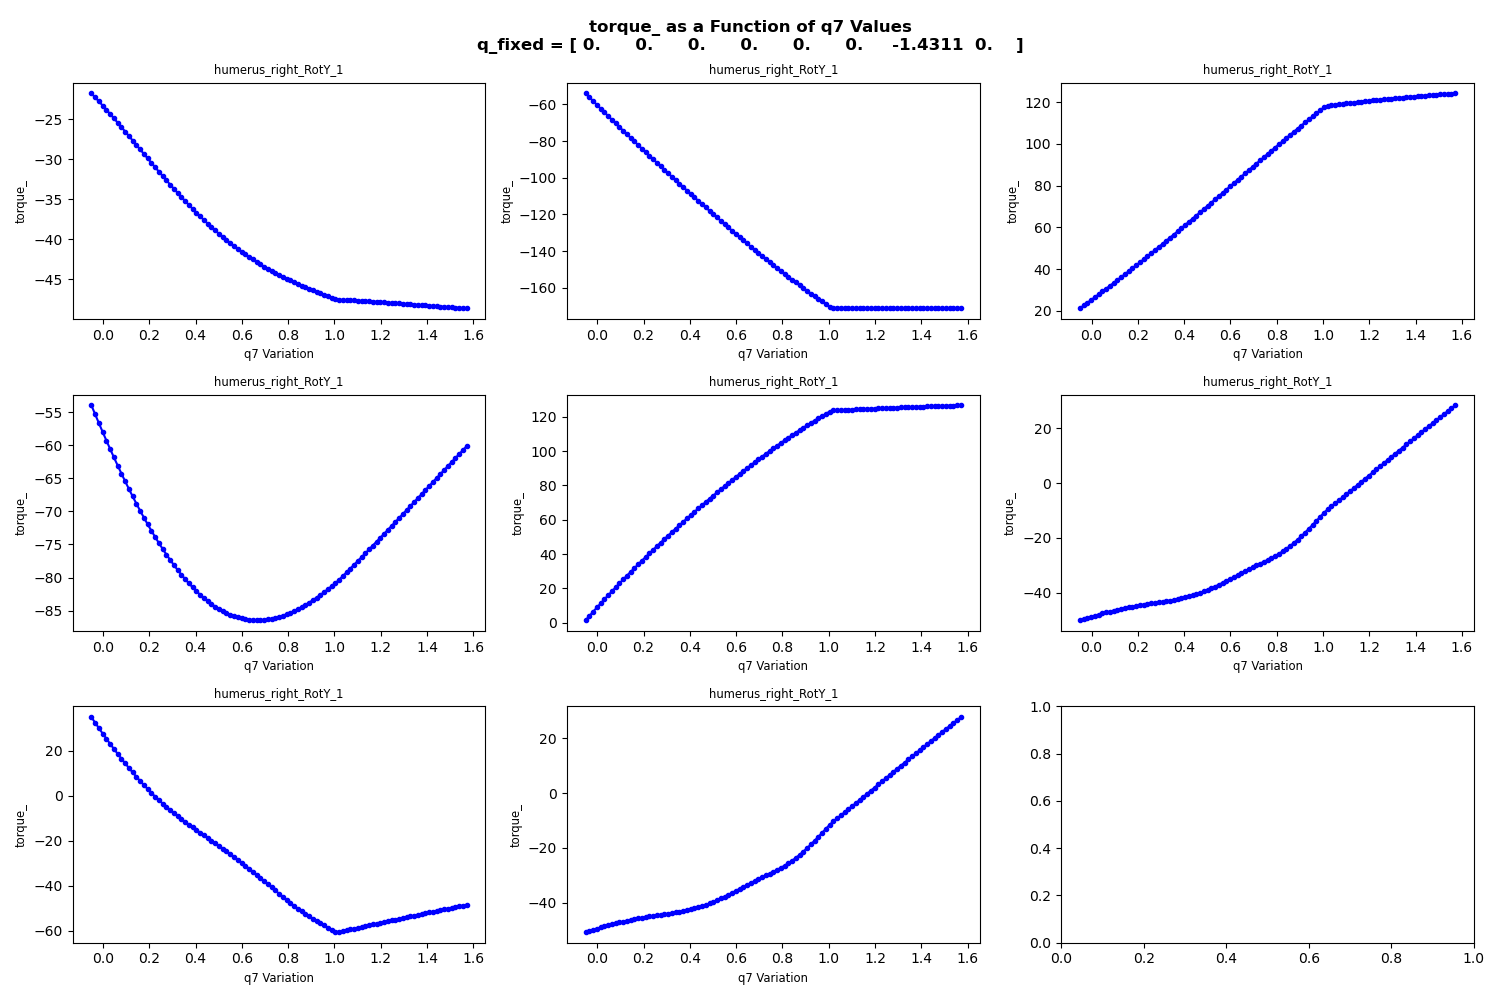 torque_ as a Function of q7 Values
q_fixed = [ 0. 0. 0. 0. 0. 0. -1.4311 0. ]
humerus_right_RotY_1
torque_
−25
−30
−35
−40
−45
0.0 0.2 0.4 0.6 0.8 1.0 1.2 1.4 1.6
q7 Variation
humerus_right_RotY_1
torque_
−60
−80
−100
−120
−140
−160
0.0 0.2 0.4 0.6 0.8 1.0 1.2 1.4 1.6
q7 Variation
humerus_right_RotY_1
torque_
120
100
80
60
40
20
0.0 0.2 0.4 0.6 0.8 1.0 1.2 1.4 1.6
q7 Variation
humerus_right_RotY_1
torque_
−55
−60
−65
−70
−75
−80
−85
0.0 0.2 0.4 0.6 0.8 1.0 1.2 1.4 1.6
q7 Variation
humerus_right_RotY_1
torque_
120
100
80
60
40
20
0
0.0 0.2 0.4 0.6 0.8 1.0 1.2 1.4 1.6
q7 Variation
humerus_right_RotY_1
torque_
20
0
−20
−40
0.0 0.2 0.4 0.6 0.8 1.0 1.2 1.4 1.6
q7 Variation
humerus_right_RotY_1
torque_
20
0
−20
−40
−60
0.0 0.2 0.4 0.6 0.8 1.0 1.2 1.4 1.6
q7 Variation
humerus_right_RotY_1
torque_
20
0
−20
−40
0.0 0.2 0.4 0.6 0.8 1.0 1.2 1.4 1.6
q7 Variation
1.0
0.8
0.6
0.4
0.2
0.0
0.0 0.2 0.4 0.6 0.8 1.0